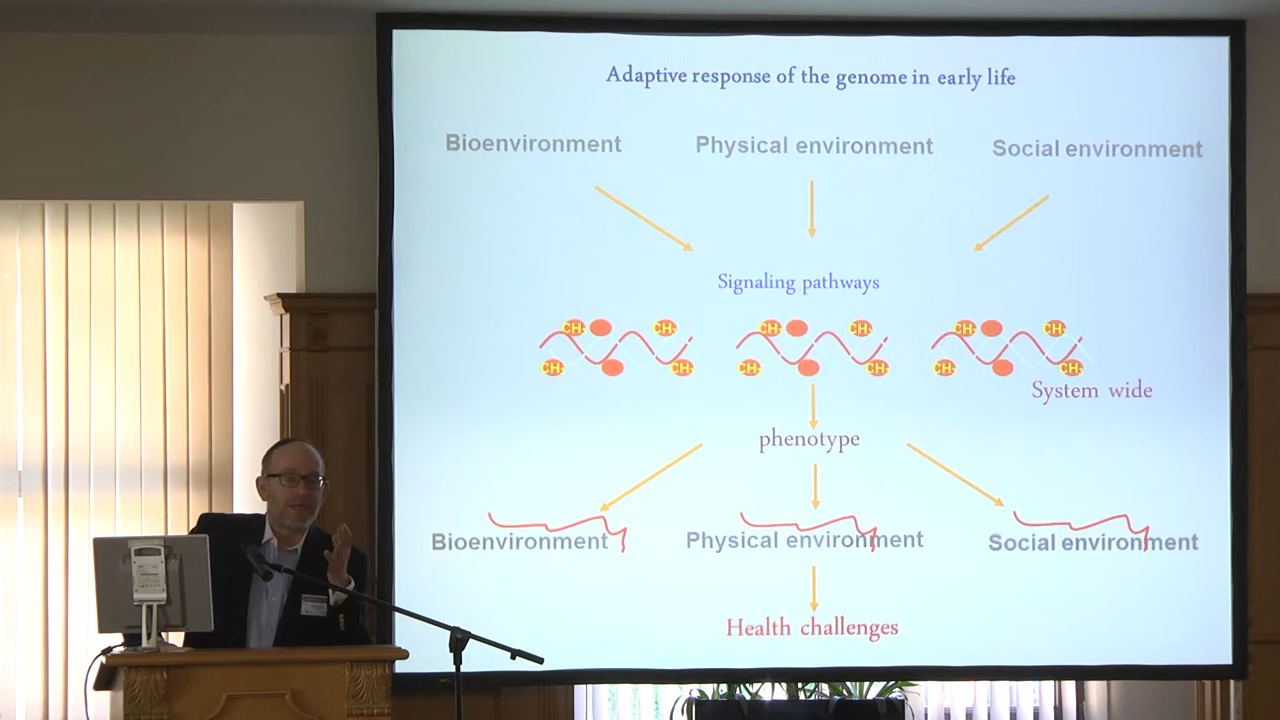 Adaptive response of the genome in early life
Bioenvironment Physical environment Social environment
Signaling pathways
CH₃ CH₃ CH₃ CH₃ CH₃ CH₃
CH₃ CH₃ CH₃ CH₃ CH₃ CH₃
System wide
phenotype
Bioenvironment Physical environment Social environment
Health challenges